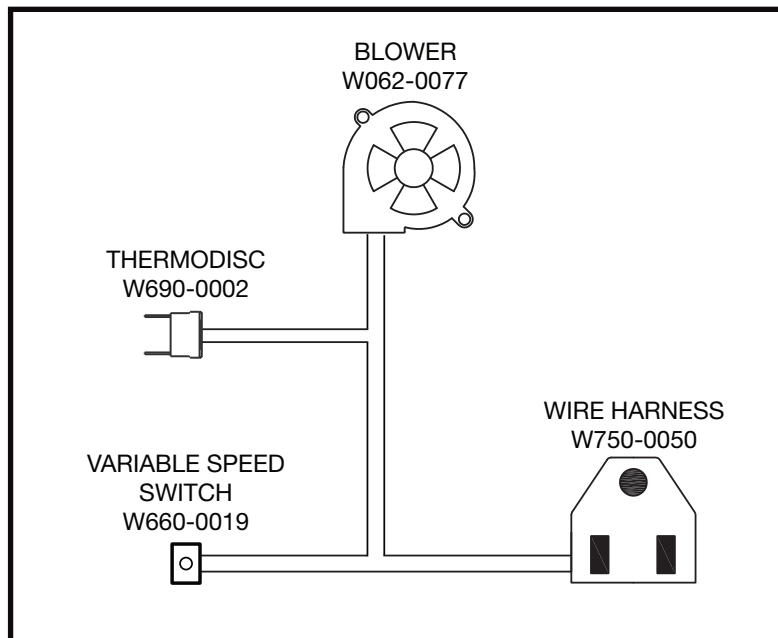 BLOWER
W062-0077
THERMODISC
W690-0002
WIRE HARNESS
W750-0050
VARIABLE SPEED
SWITCH
W660-0019